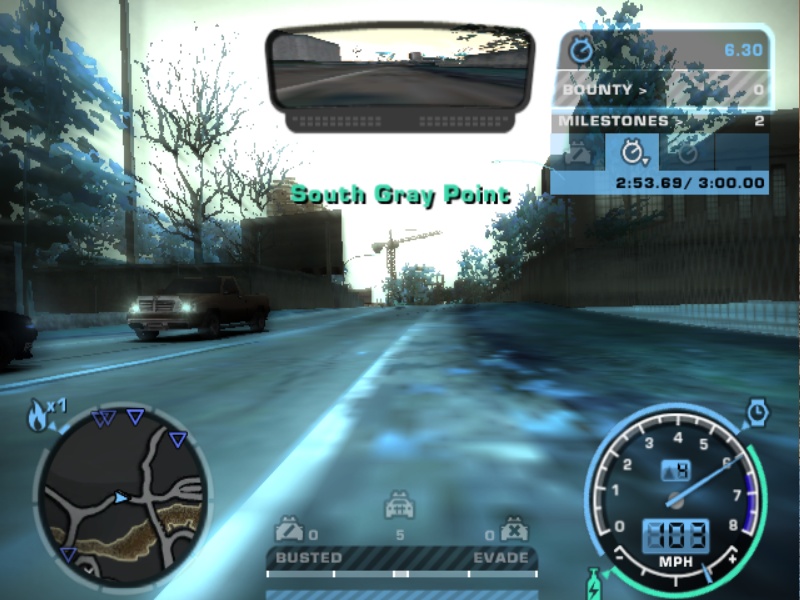 6.30
BOUNTY > 0
MILESTONES > 2
2:53.69/ 3:00.00
South Gray Point
x1
0 5 0
BUSTED EVADE
0 1 2 3 4 5 6 7 8
4
103
MPH
- +